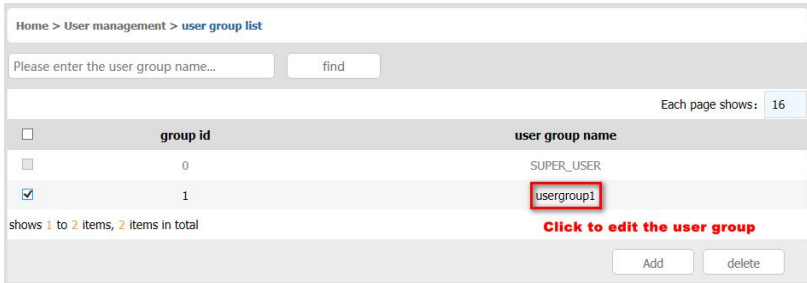 Home > User management > user group list
Please enter the user group name... find
Each page shows: 16
group id user group name
0 SUPER_USER
1 usergroup1
shows 1 to 2 items, 2 items in total Click to edit the user group
Add delete